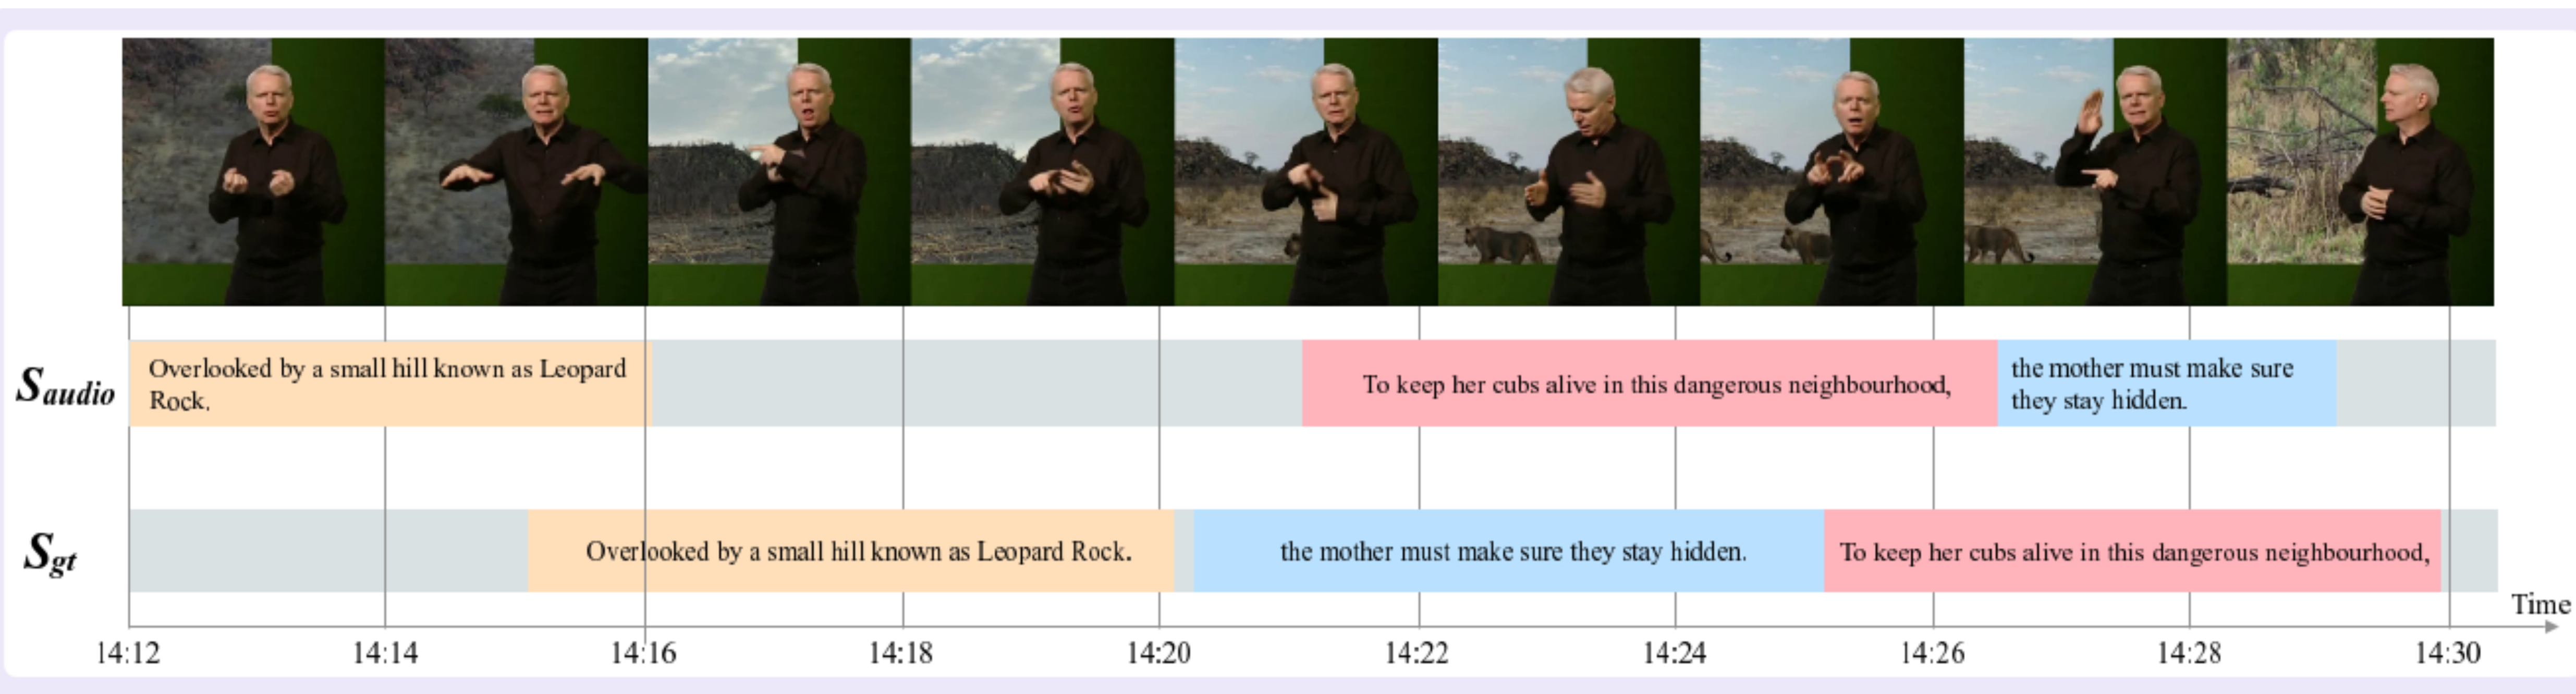 S_audio
Overlooked by a small hill known as Leopard
Rock.
To keep her cubs alive in this dangerous neighbourhood,
the mother must make sure
they stay hidden.
S_gt
Overlooked by a small hill known as Leopard Rock.
the mother must make sure they stay hidden.
To keep her cubs alive in this dangerous neighbourhood,
Time
14:12 14:14 14:16 14:18 14:20 14:22 14:24 14:26 14:28 14:30